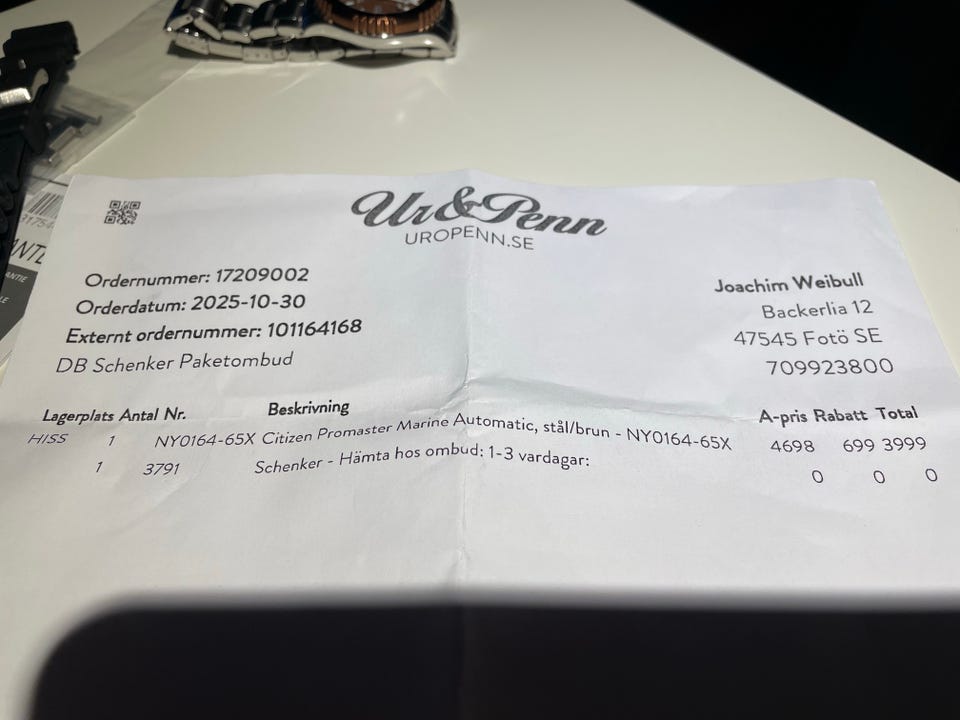 Ur&Penn
UROPENN.SE
Ordernummer: 17209002
Orderdatum: 2025-10-30
Externt ordernummer: 101164168
DB Schenker Paketombud
Joachim Weibull
Backerlia 12
47545 Fotö SE
709923800
Lagerplats Antal Nr. Beskrivning A-pris Rabatt Total
HISS 1 NY0164-65X Citizen Promaster Marine Automatic, stål/brun - NY0164-65X 4698 699 3999
1 3791 Schenker - Hämta hos ombud: 1-3 vardagar: 0 0 0